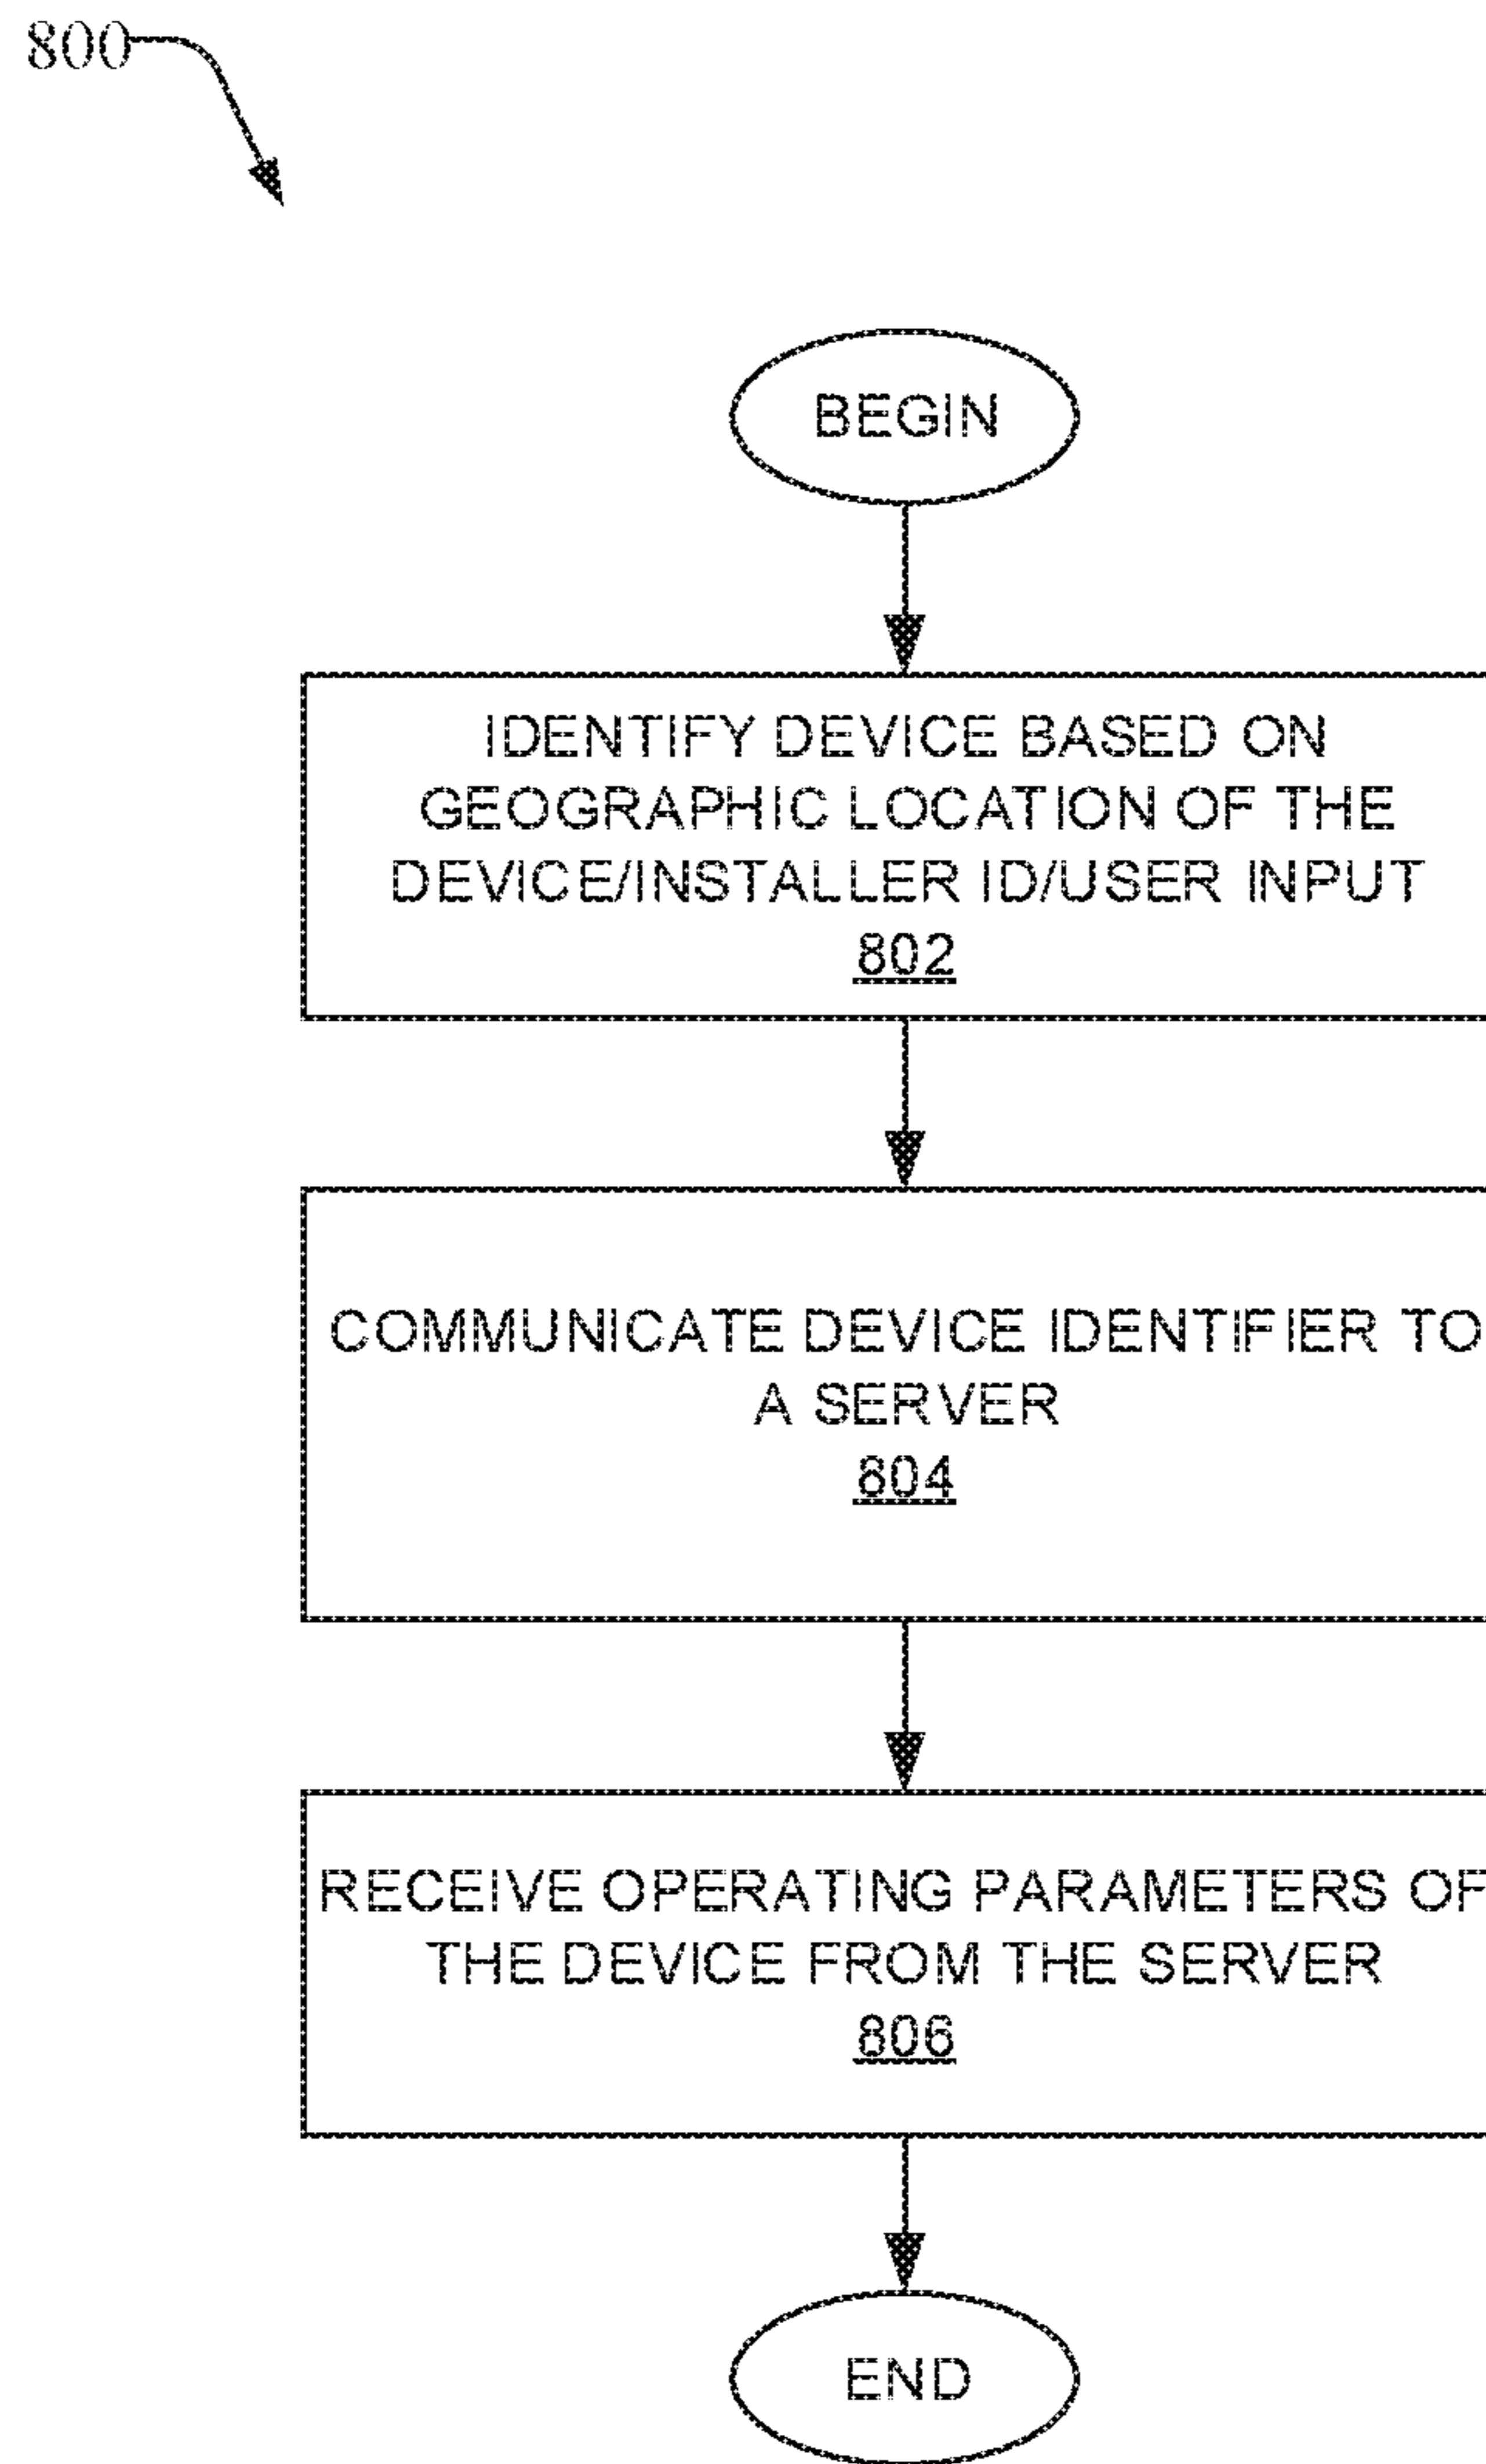 800
BEGIN
IDENTIFY DEVICE BASED ON
GEOGRAPHIC LOCATION OF THE
DEVICE/INSTALLER ID/USER INPUT
802
COMMUNICATE DEVICE IDENTIFIER TO
A SERVER
804
RECEIVE OPERATING PARAMETERS OF
THE DEVICE FROM THE SERVER
806
END